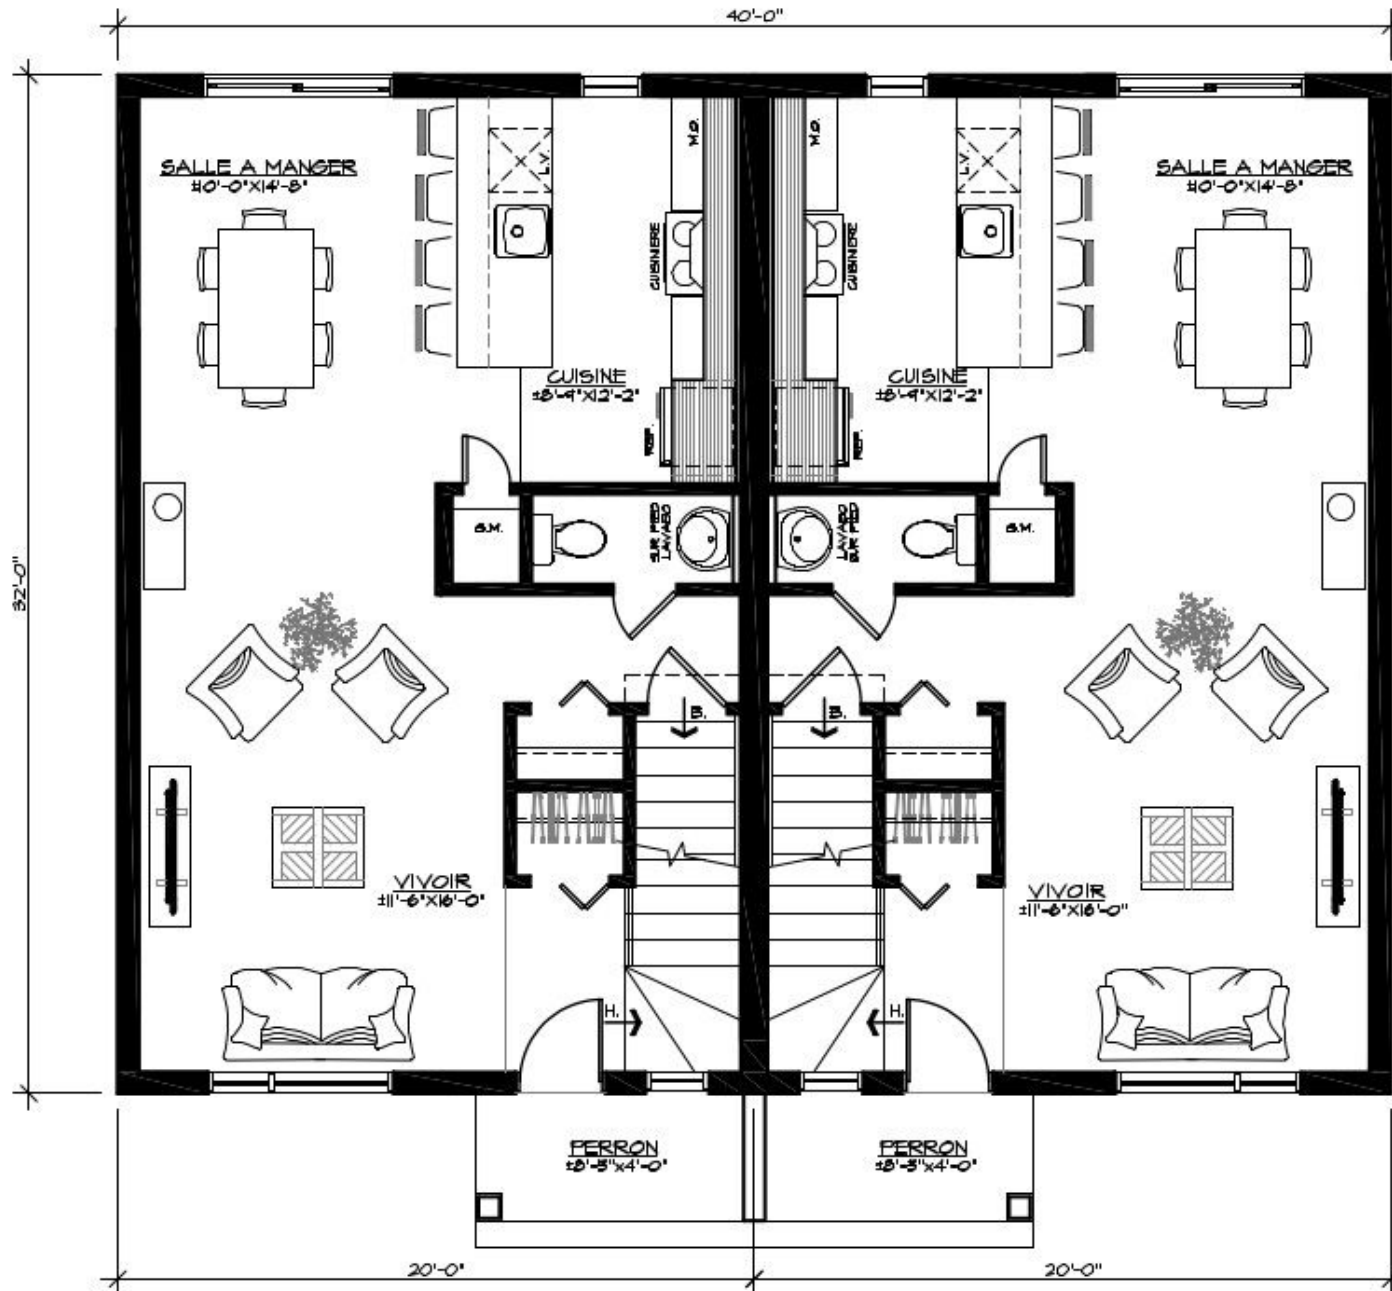 40'-0"
32'-0"
SALLE A MANGER
±10'-0"X14'-8"
L.V.
M.O.
M.O.
L.V.
SALLE A MANGER
±10'-0"X14'-8"
CUISINIERE
CUISINIERE
CUISINE
±8'-9"X12'-2"
CUISINE
±8'-9"X12'-2"
REF.
REF.
G.M.
LAVABO
SUR PIED
LAVABO
SUR PIED
G.M.
B.
B.
VIVOIR
±11'-6"X16'-0"
VIVOIR
±11'-6"X16'-0"
H.
H.
PERRON
±8'-5"x4'-0"
PERRON
±8'-5"x4'-0"
20'-0"
20'-0"